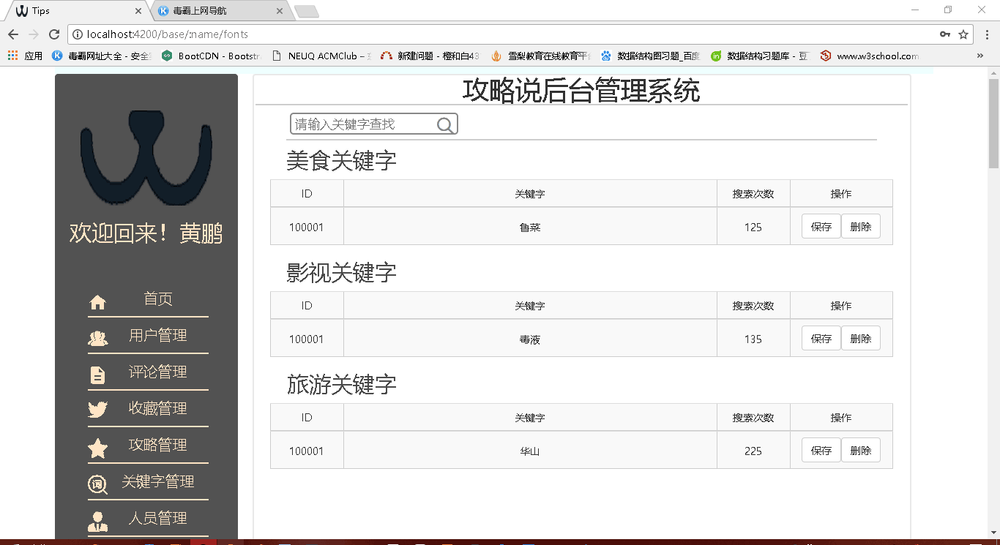 Tips
毒霸上网导航
localhost:4200/base/:name/fonts
应用 毒霸网址大全 - 安全 BootCDN - Bootstr NEUQ ACMClub - 新建问题 - 橙和白43 雪梨教育在线教育平 数据结构图习题_百度 数据结构习题库 - 豆 www.w3school.com »
欢迎回来！黄鹏
首页
用户管理
评论管理
收藏管理
攻略管理
词 关键字管理
人员管理
攻略说后台管理系统
请输入关键字查找
美食关键字
ID 关键字 搜索次数 操作
100001 鲁菜 125 保存 删除
影视关键字
ID 关键字 搜索次数 操作
100001 毒液 135 保存 删除
旅游关键字
ID 关键字 搜索次数 操作
100001 华山 225 保存 删除